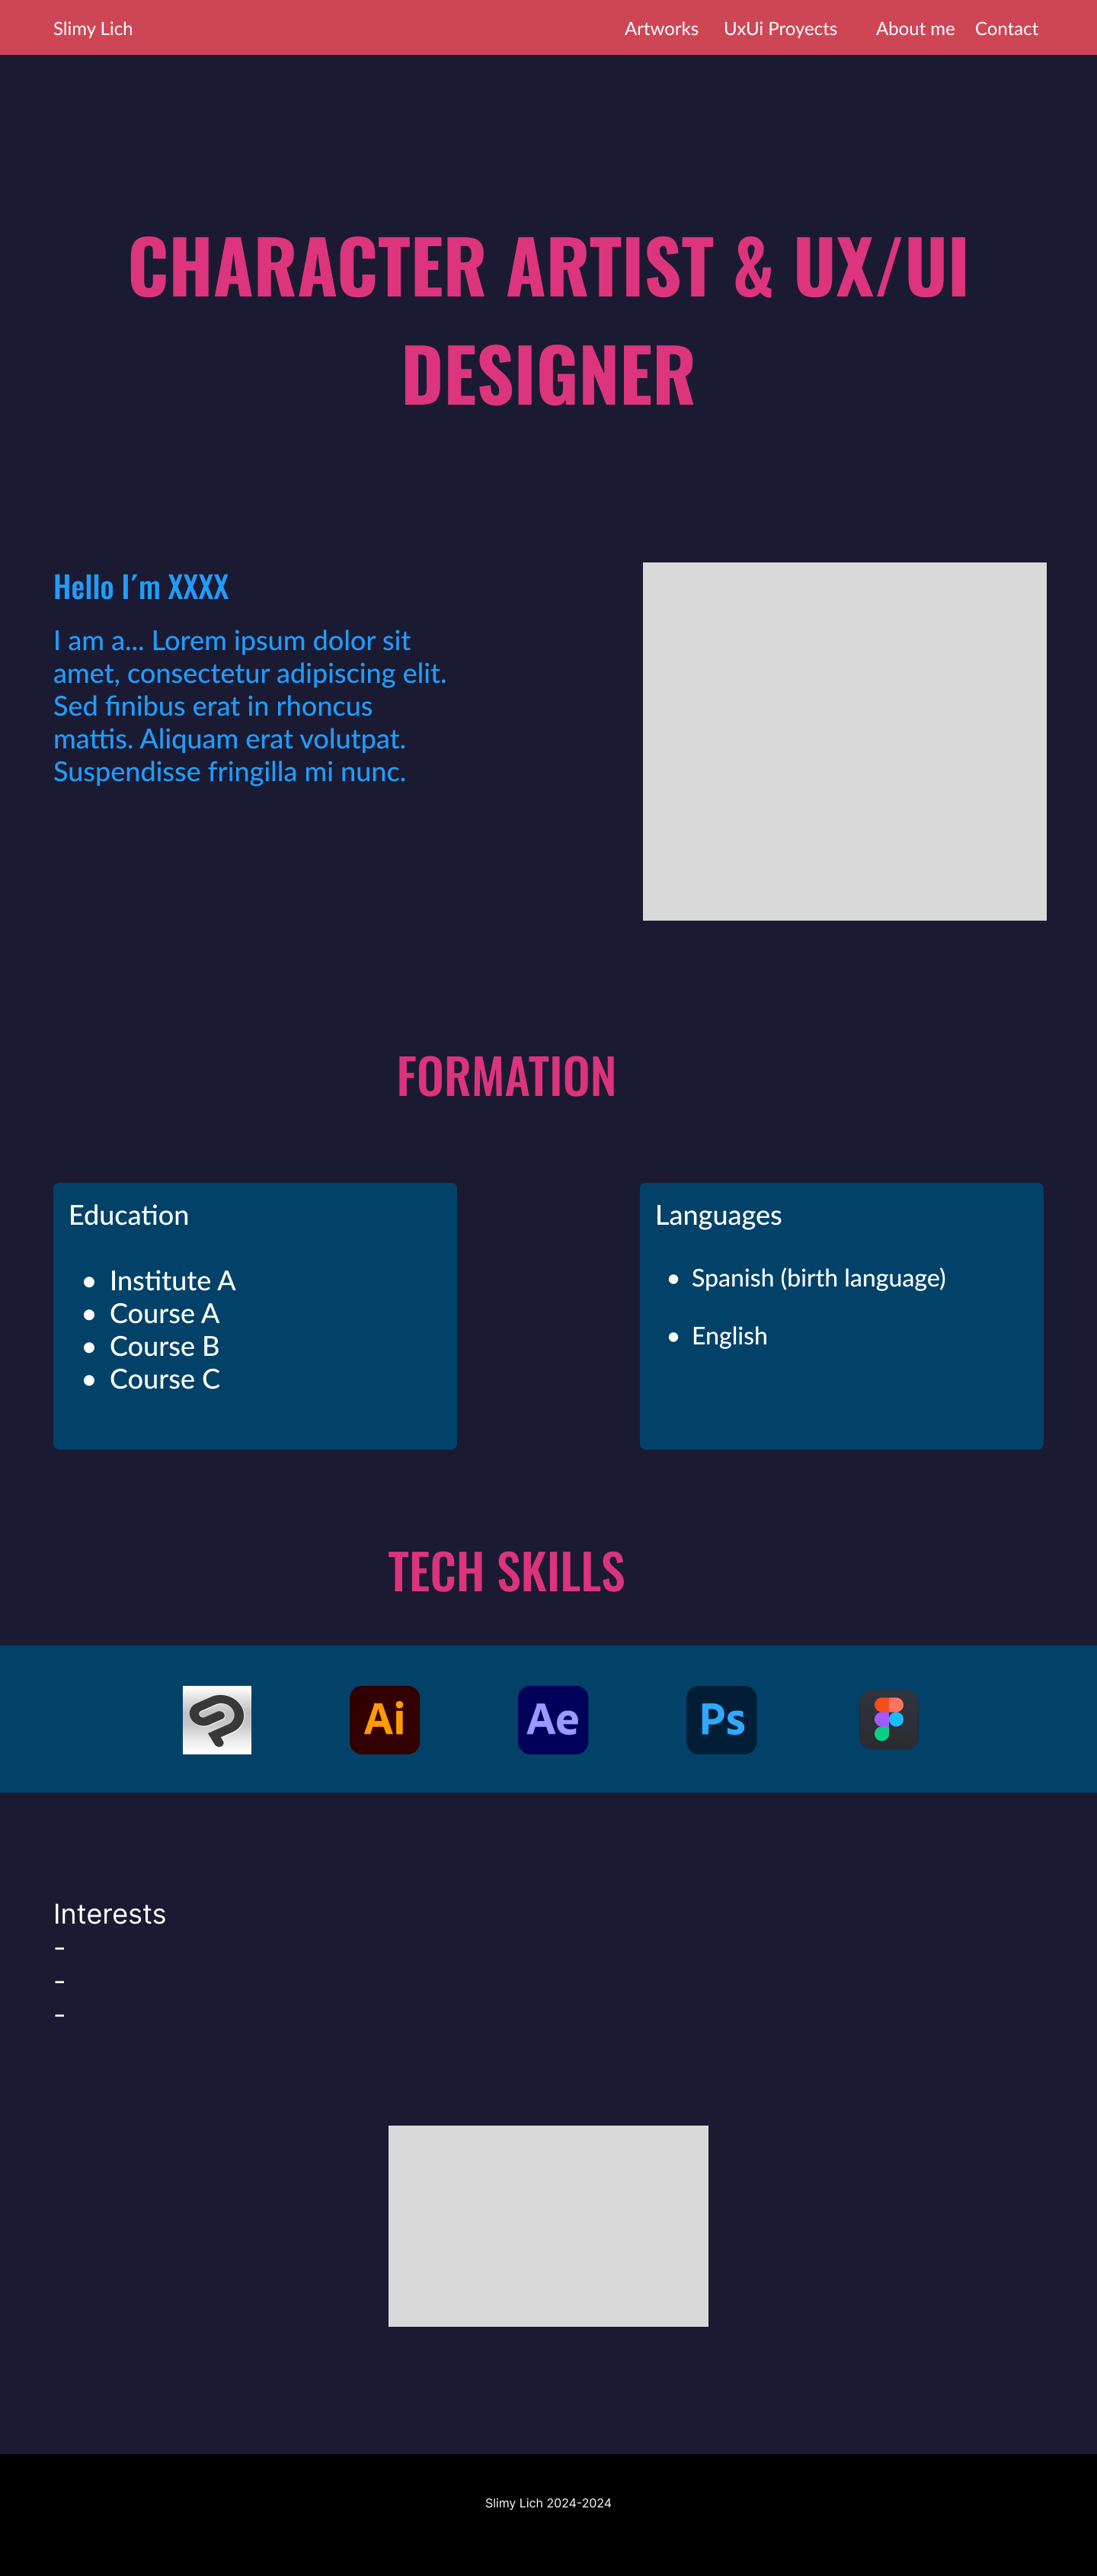 Slimy Lich Artworks UxUi Proyects About me Contact
CHARACTER ARTIST & UX/UI
DESIGNER
Hello I´m XXXX
I am a... Lorem ipsum dolor sit
amet, consectetur adipiscing elit.
Sed finibus erat in rhoncus
mattis. Aliquam erat volutpat.
Suspendisse fringilla mi nunc.
FORMATION
Education
● Institute A
● Course A
● Course B
● Course C
Languages
● Spanish (birth language)
● English
TECH SKILLS
Ai Ae Ps
Interests
-
-
-
Slimy Lich 2024-2024